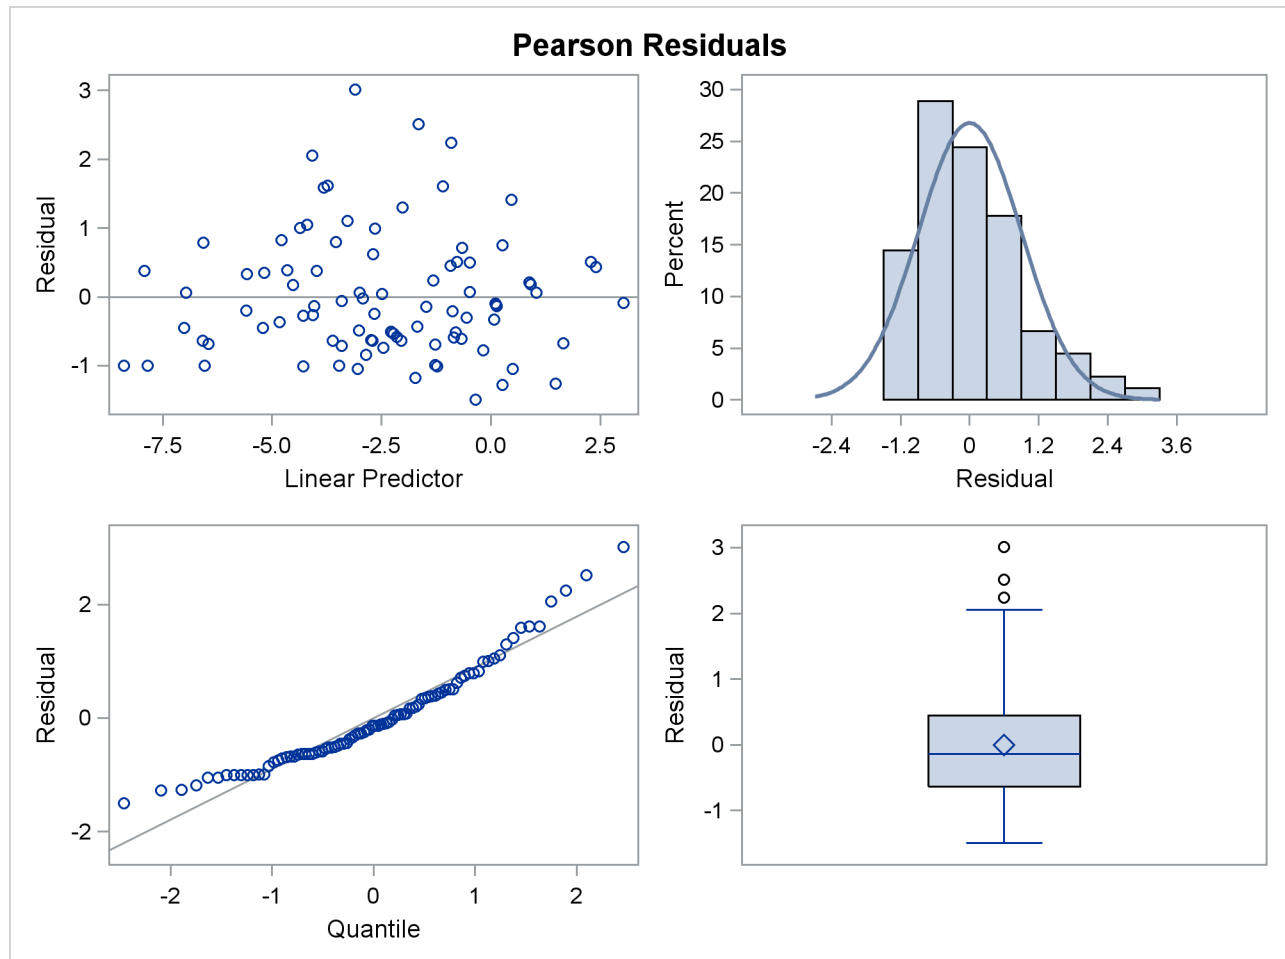 Pearson Residuals
3
2
1
0
-1
Residual
-7.5 -5.0 -2.5 0.0 2.5
Linear Predictor
30
25
20
15
10
5
0
Percent
-2.4 -1.2 0 1.2 2.4 3.6
Residual
2
0
-2
Residual
-2 -1 0 1 2
Quantile
3
2
1
0
-1
Residual